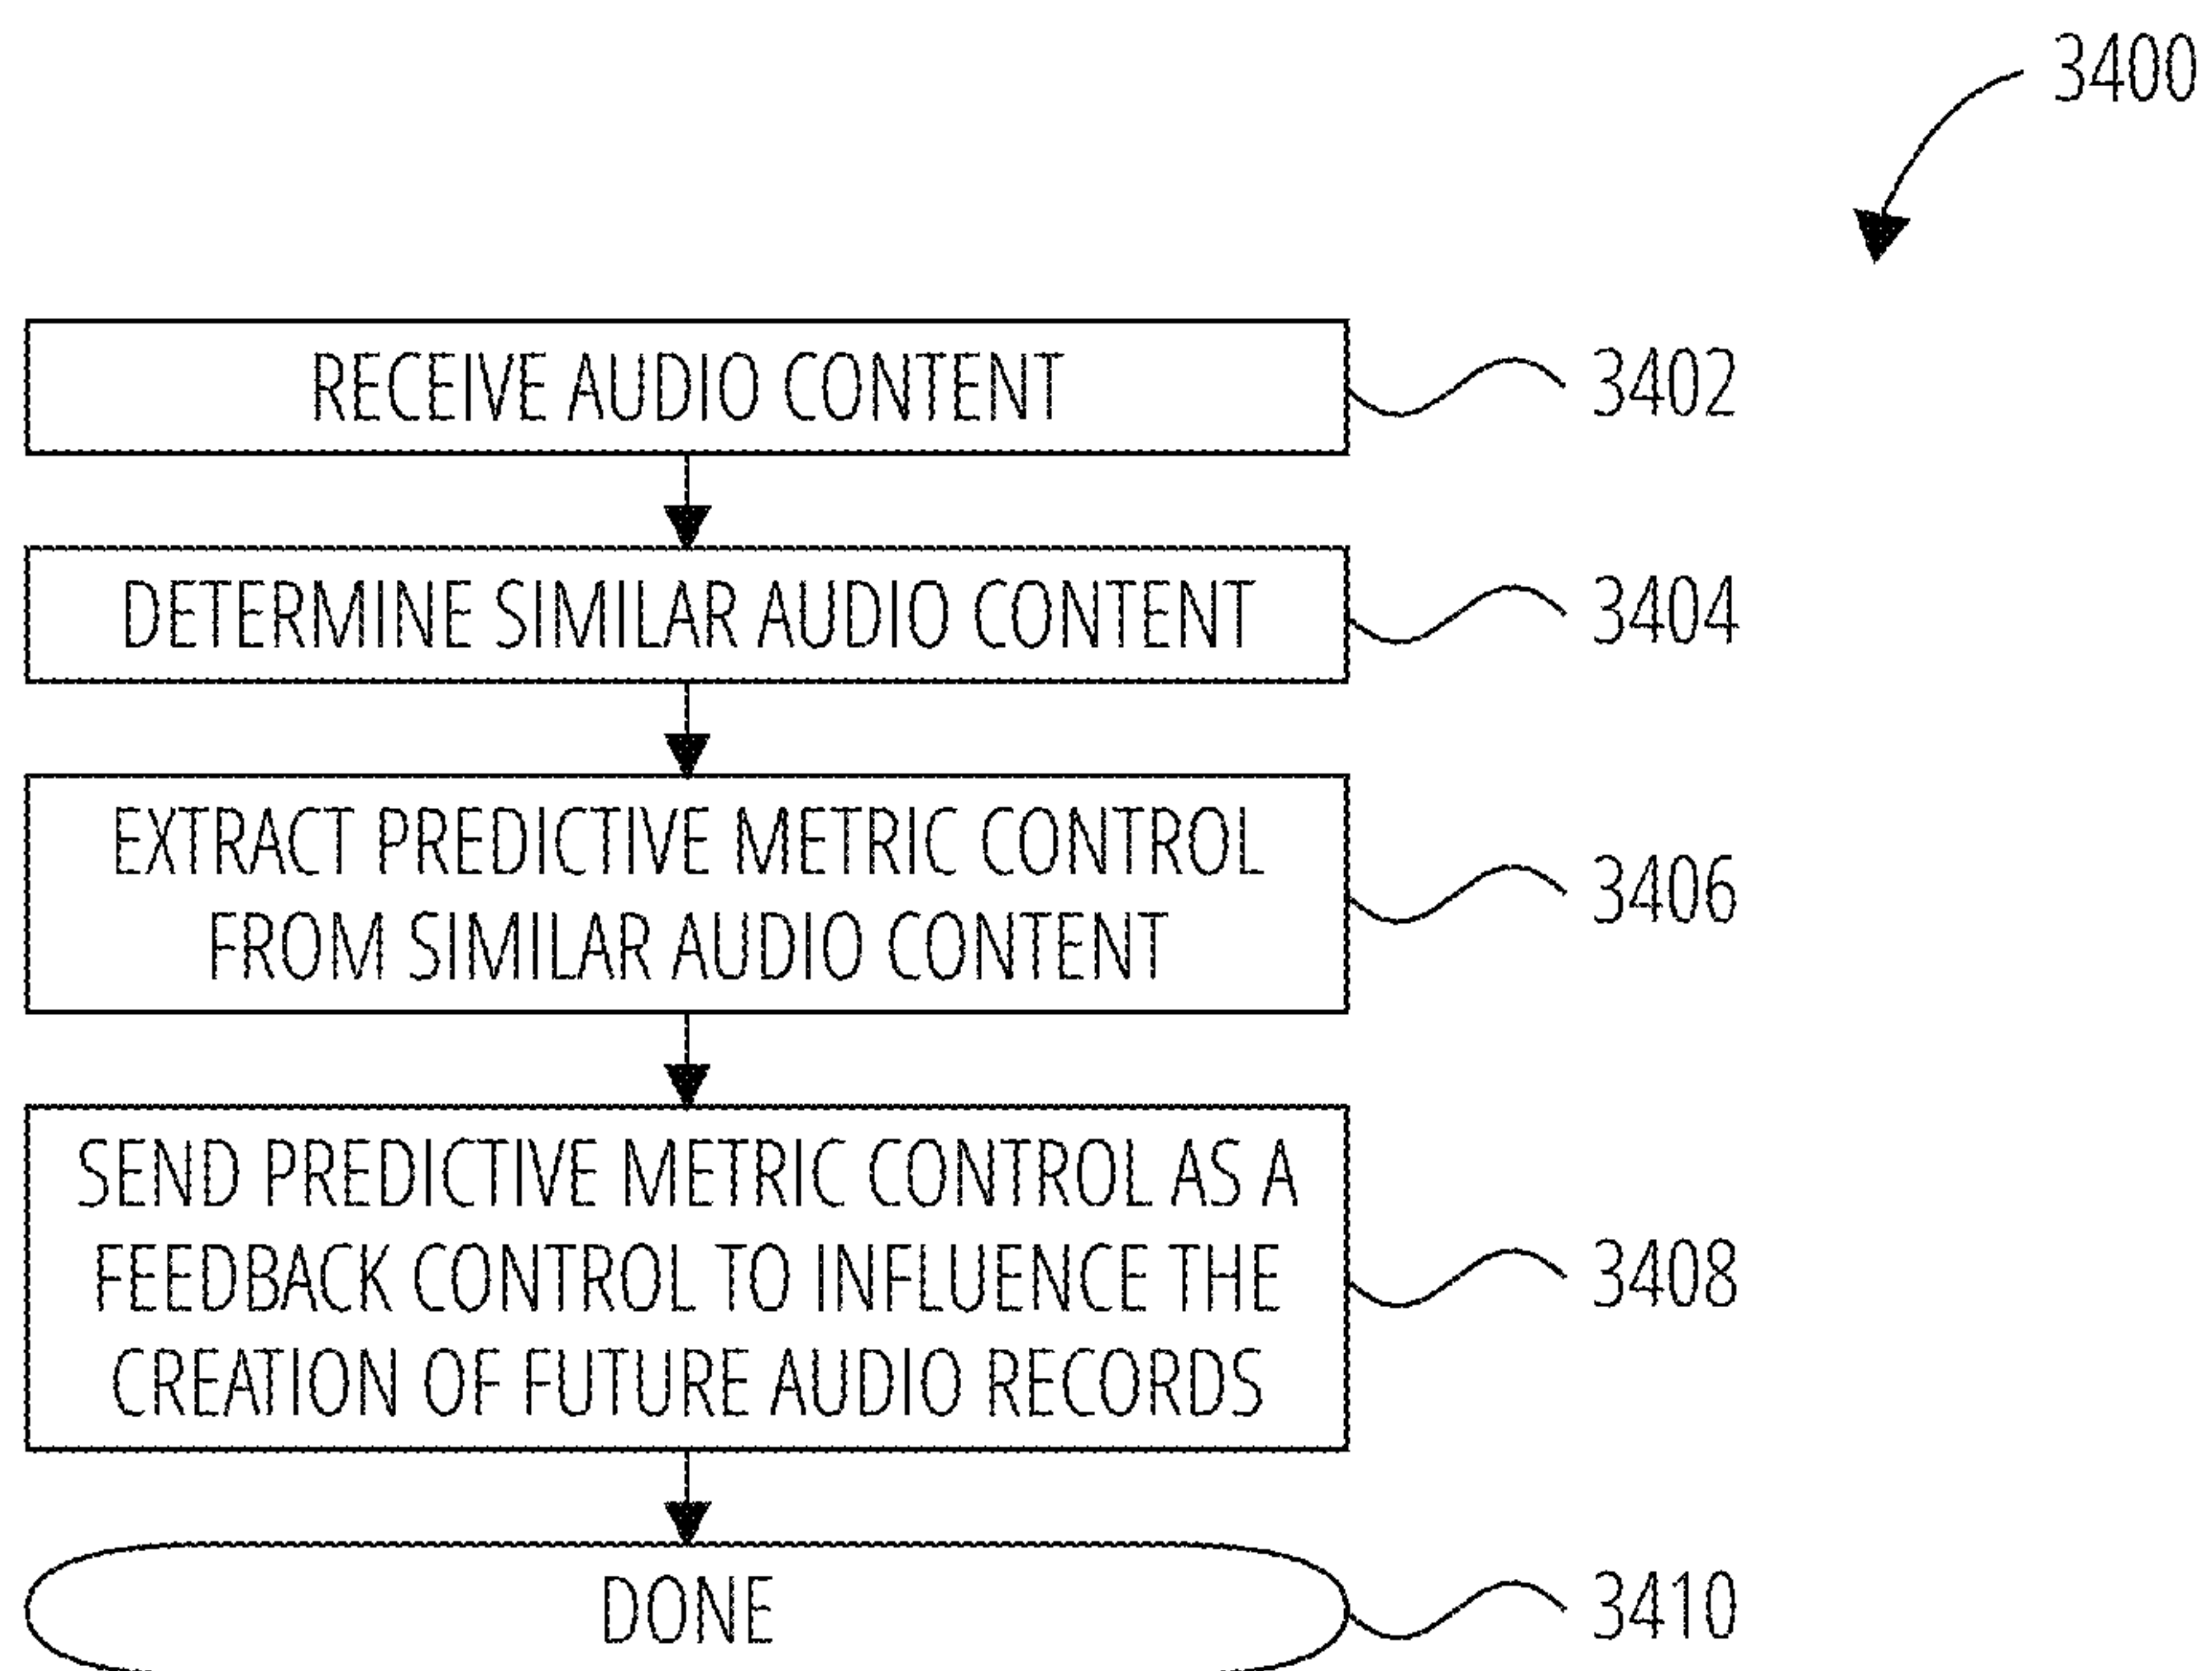 3400
RECEIVE AUDIO CONTENT
3402
DETERMINE SIMILAR AUDIO CONTENT
3404
EXTRACT PREDICTIVE METRIC CONTROL
FROM SIMILAR AUDIO CONTENT
3406
SEND PREDICTIVE METRIC CONTROL AS A
FEEDBACK CONTROL TO INFLUENCE THE
CREATION OF FUTURE AUDIO RECORDS
3408
DONE
3410